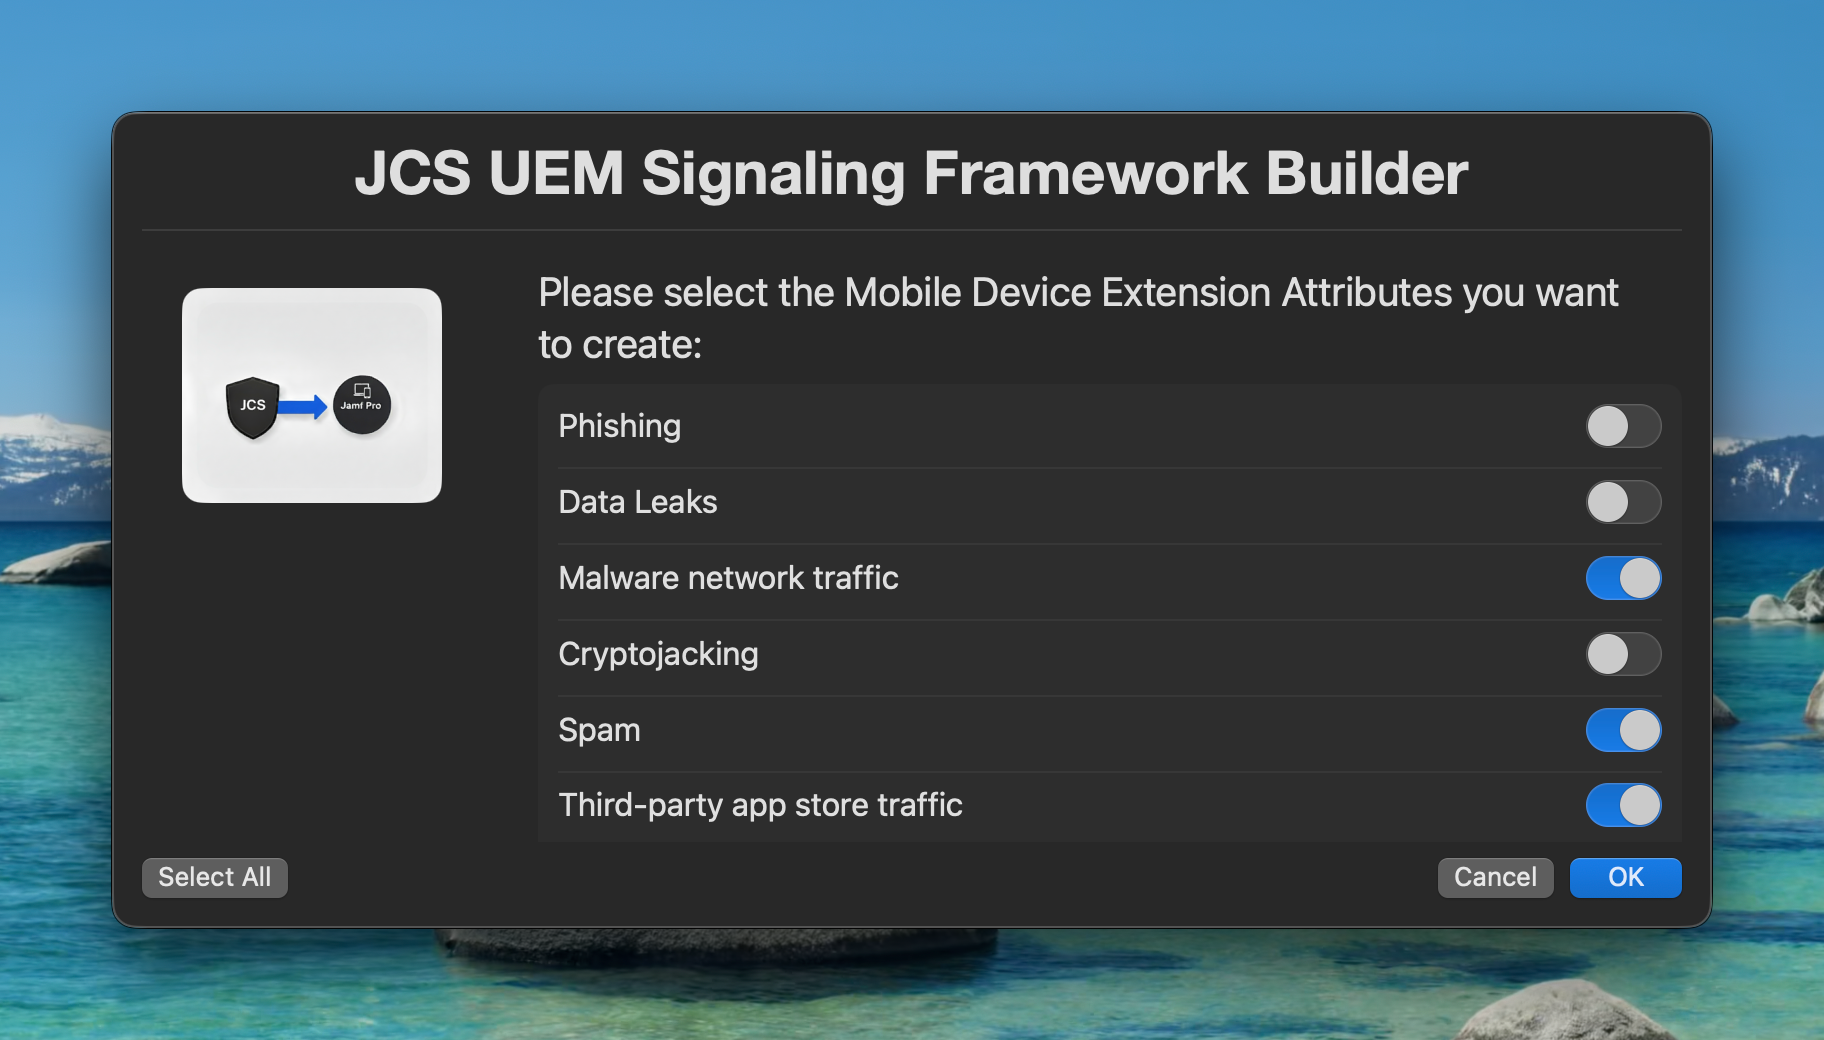 JCS UEM Signaling Framework Builder
JCS
Jamf Pro
Please select the Mobile Device Extension Attributes you want
to create:
Phishing
Data Leaks
Malware network traffic
Cryptojacking
Spam
Third-party app store traffic
Select All
Cancel
OK